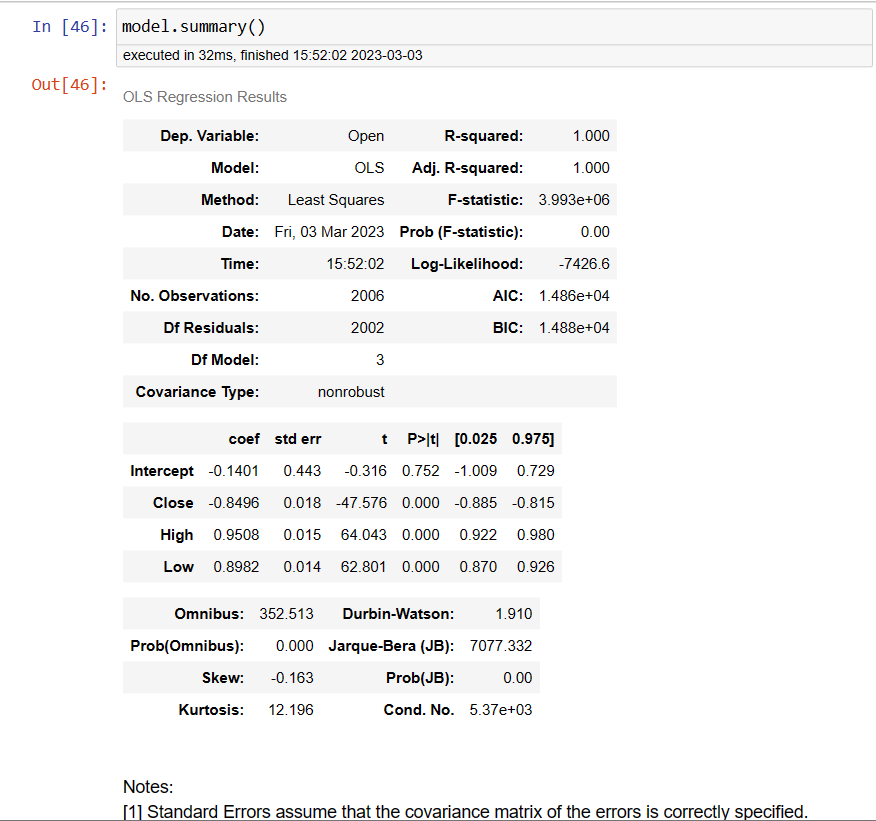 In [46]: model.summary()
executed in 32ms, finished 15:52:02 2023-03-03
Out[46]:
OLS Regression Results
Dep. Variable: Open R-squared: 1.000
Model: OLS Adj. R-squared: 1.000
Method: Least Squares F-statistic: 3.993e+06
Date: Fri, 03 Mar 2023 Prob (F-statistic): 0.00
Time: 15:52:02 Log-Likelihood: -7426.6
No. Observations: 2006 AIC: 1.486e+04
Df Residuals: 2002 BIC: 1.488e+04
Df Model: 3
Covariance Type: nonrobust
coef std err t P>|t| [0.025 0.975]
Intercept -0.1401 0.443 -0.316 0.752 -1.009 0.729
Close -0.8496 0.018 -47.576 0.000 -0.885 -0.815
High 0.9508 0.015 64.043 0.000 0.922 0.980
Low 0.8982 0.014 62.801 0.000 0.870 0.926
Omnibus: 352.513 Durbin-Watson: 1.910
Prob(Omnibus): 0.000 Jarque-Bera (JB): 7077.332
Skew: -0.163 Prob(JB): 0.00
Kurtosis: 12.196 Cond. No. 5.37e+03
Notes:
[1] Standard Errors assume that the covariance matrix of the errors is correctly specified.